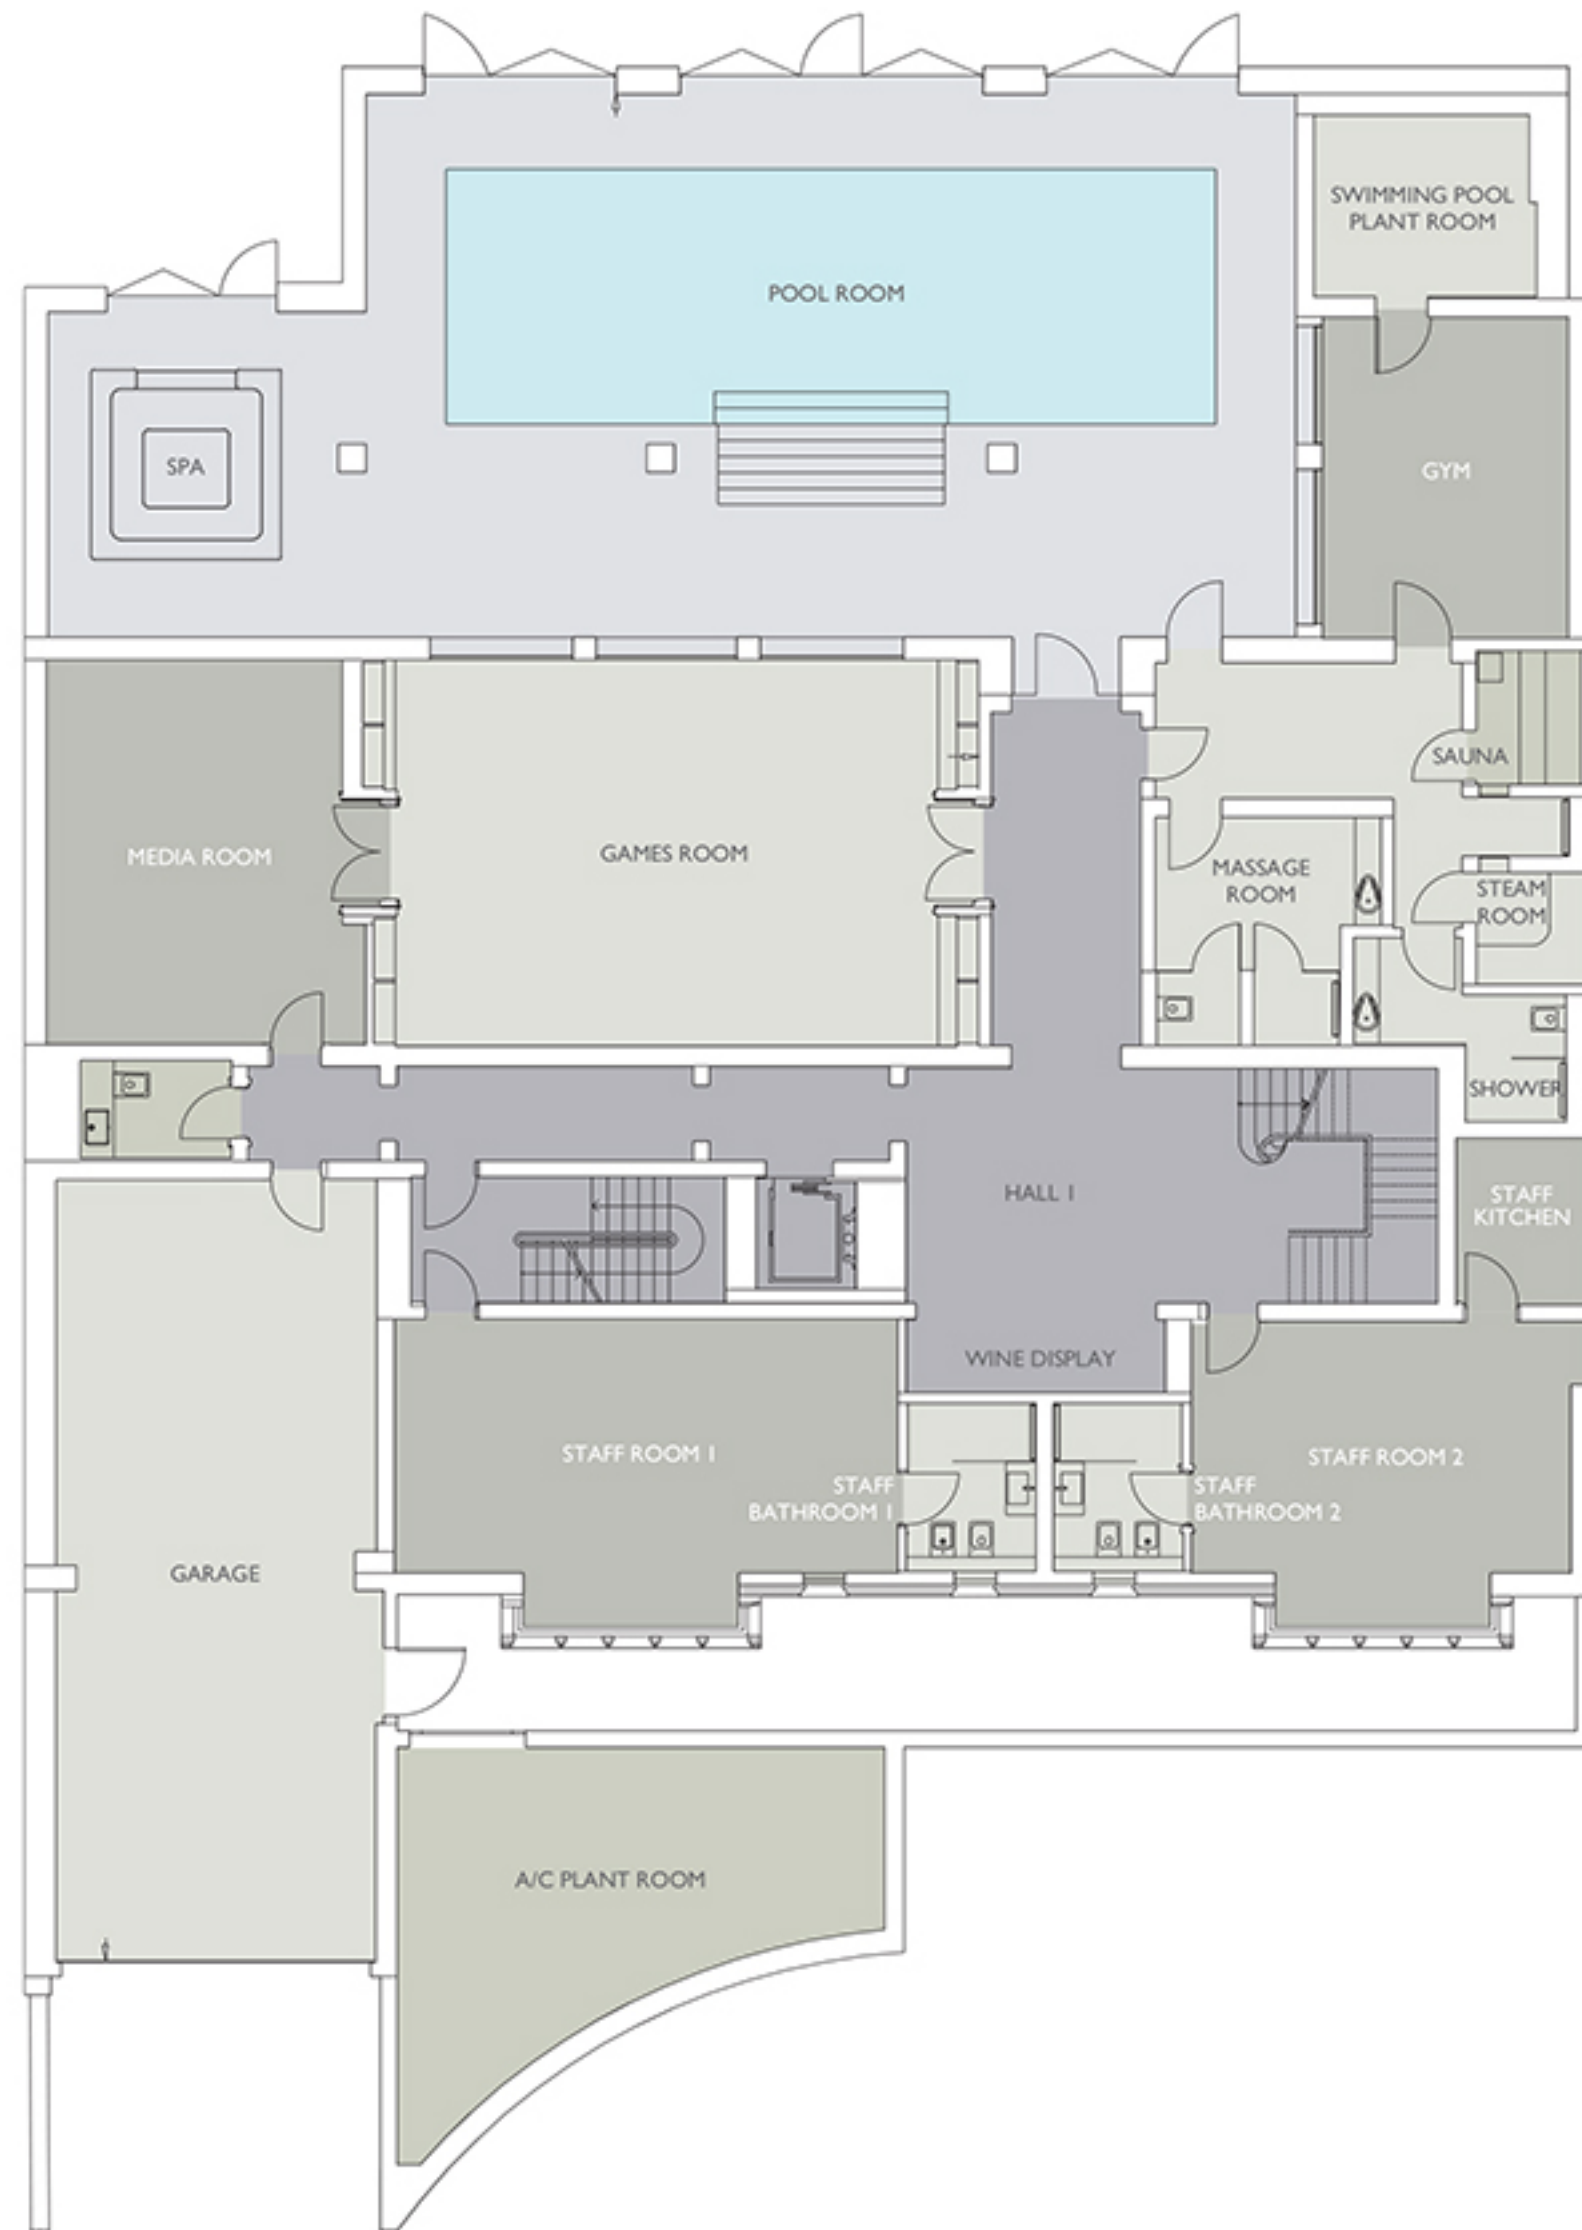 SWIMMING POOL
PLANT ROOM
POOL ROOM
SPA
GYM
SAUNA
MEDIA ROOM
GAMES ROOM
MASSAGE
ROOM
STEAM
ROOM
SHOWER
HALL 1
STAFF
KITCHEN
WINE DISPLAY
STAFF ROOM 1
STAFF
BATHROOM 1
STAFF ROOM 2
STAFF
BATHROOM 2
GARAGE
A/C PLANT ROOM